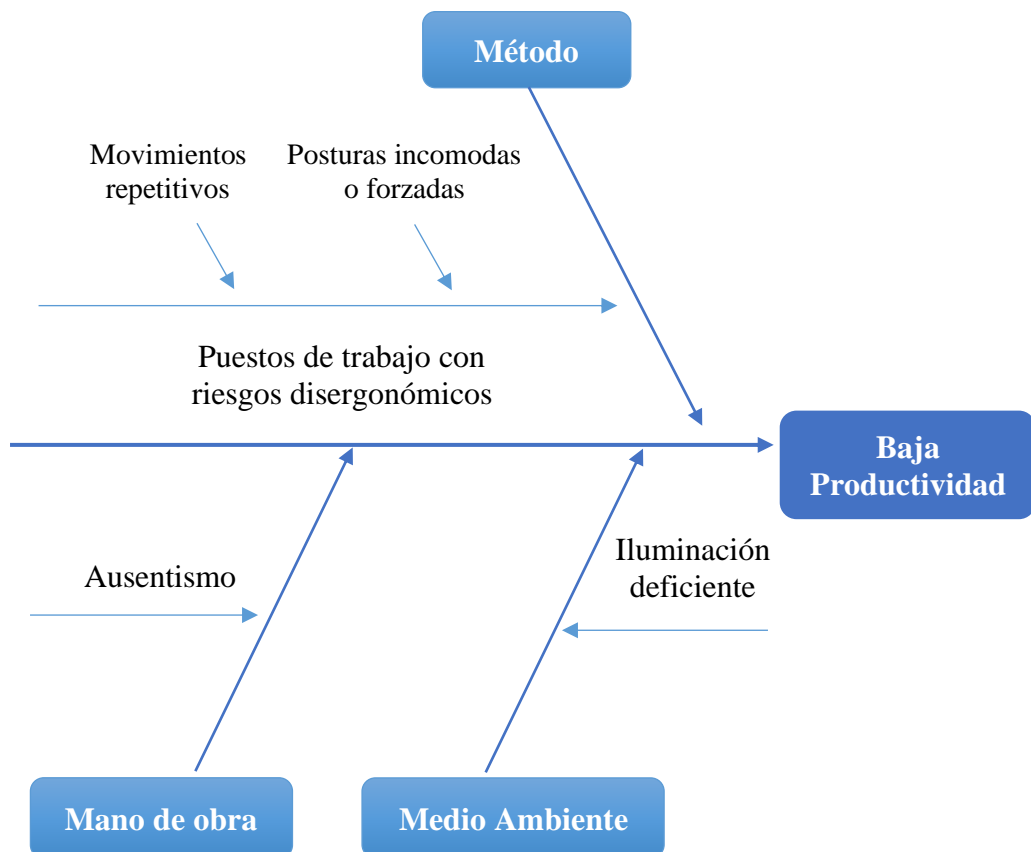 Método
Movimientos
repetitivos
Posturas incomodas
o forzadas
Puestos de trabajo con
riesgos disergonómicos
Baja
Productividad
Ausentismo
Iluminación
deficiente
Mano de obra
Medio Ambiente